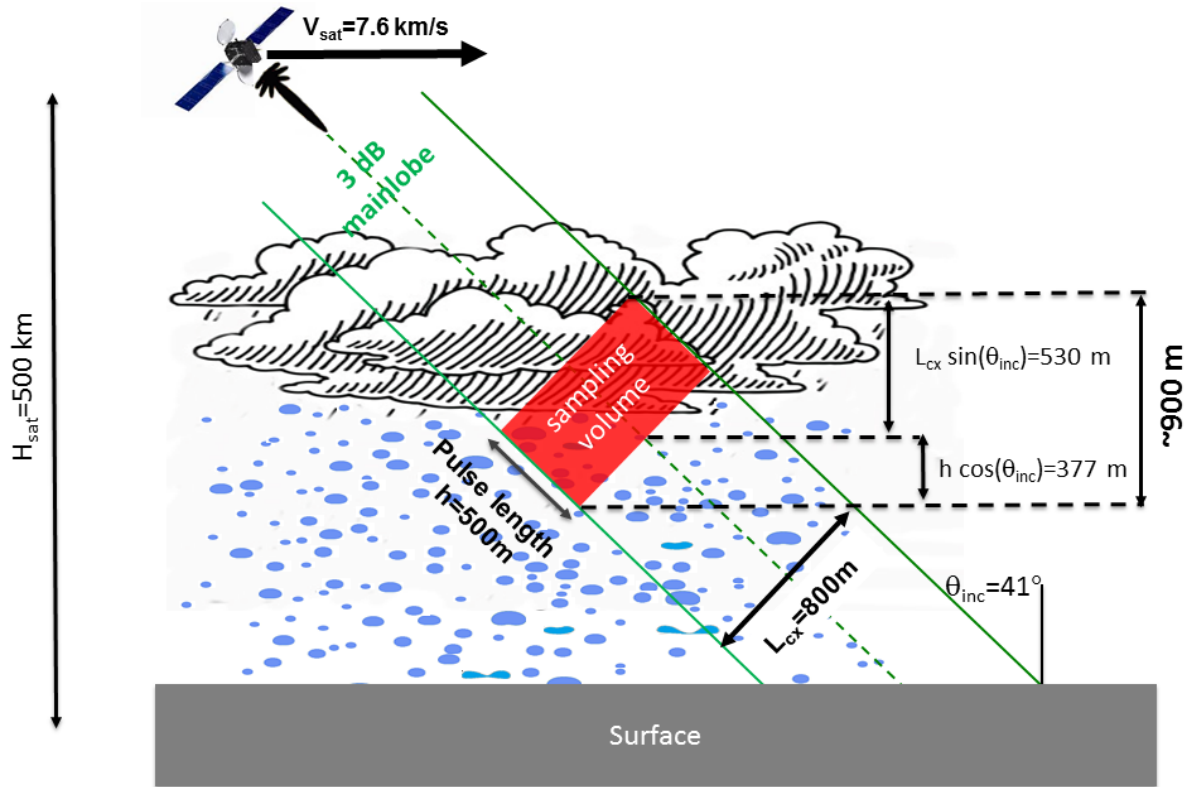 V_sat=7.6 km/s
3 dB
mainlobe
H_sat=500 km
sampling
volume
L_cx sin(θ_inc)=530 m
~900 m
h cos(θ_inc)=377 m
Pulse length
h=500m
L_cx=800m
θ_inc=41°
Surface